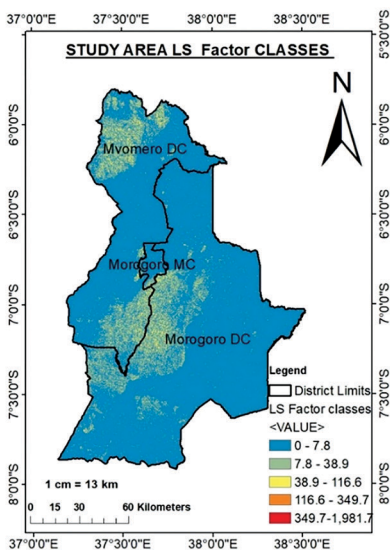 STUDY AREA LS Factor CLASSES
37°0'0"E 37°30'0"E 38°0'0"E 38°30'0"E
5°30'0"S
N
6°0'0"S
Mvomero DC
6°30'0"S
Morogoro MC
7°0'0"S
Morogoro DC
7°30'0"S
8°0'0"S
Legend
District Limits
LS Factor classes
<VALUE>
0 - 7.8
7.8 - 38.9
38.9 - 116.6
116.6 - 349.7
349.7-1,981.7
1 cm = 13 km
0 15 30 60 Kilometers
37°0'0"E 37°30'0"E 38°0'0"E 38°30'0"E
5°30'0"S
6°0'0"S
6°30'0"S
7°0'0"S
7°30'0"S
8°0'0"S